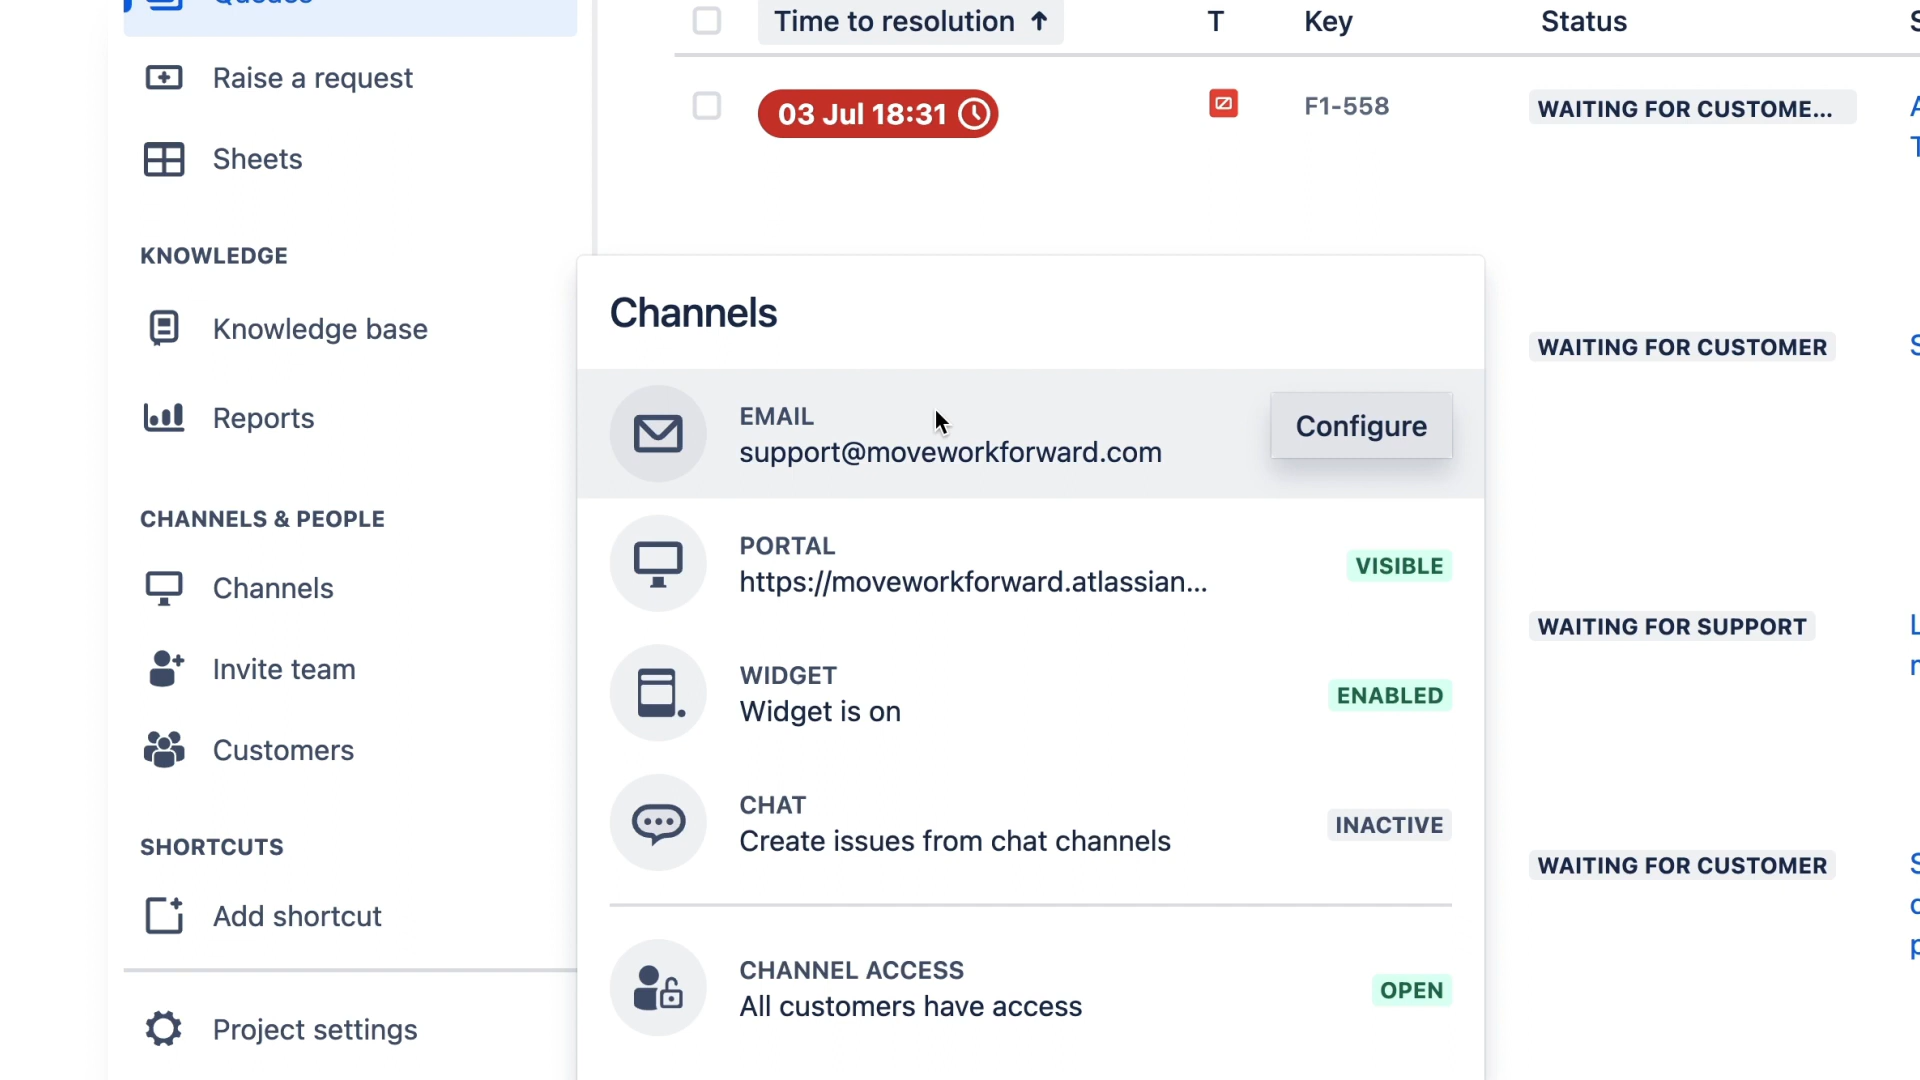 Queues
Raise a request
Sheets
KNOWLEDGE
Knowledge base
Reports
CHANNELS & PEOPLE
Channels
Invite team
Customers
SHORTCUTS
Add shortcut
Project settings
Time to resolution ↑
T
Key
Status
03 Jul 18:31
F1-558
WAITING FOR CUSTOME...
WAITING FOR CUSTOMER
WAITING FOR SUPPORT
WAITING FOR CUSTOMER
Channels
EMAIL
support@moveworkforward.com
Configure
PORTAL
https://moveworkforward.atlassian...
VISIBLE
WIDGET
Widget is on
ENABLED
CHAT
Create issues from chat channels
INACTIVE
CHANNEL ACCESS
All customers have access
OPEN